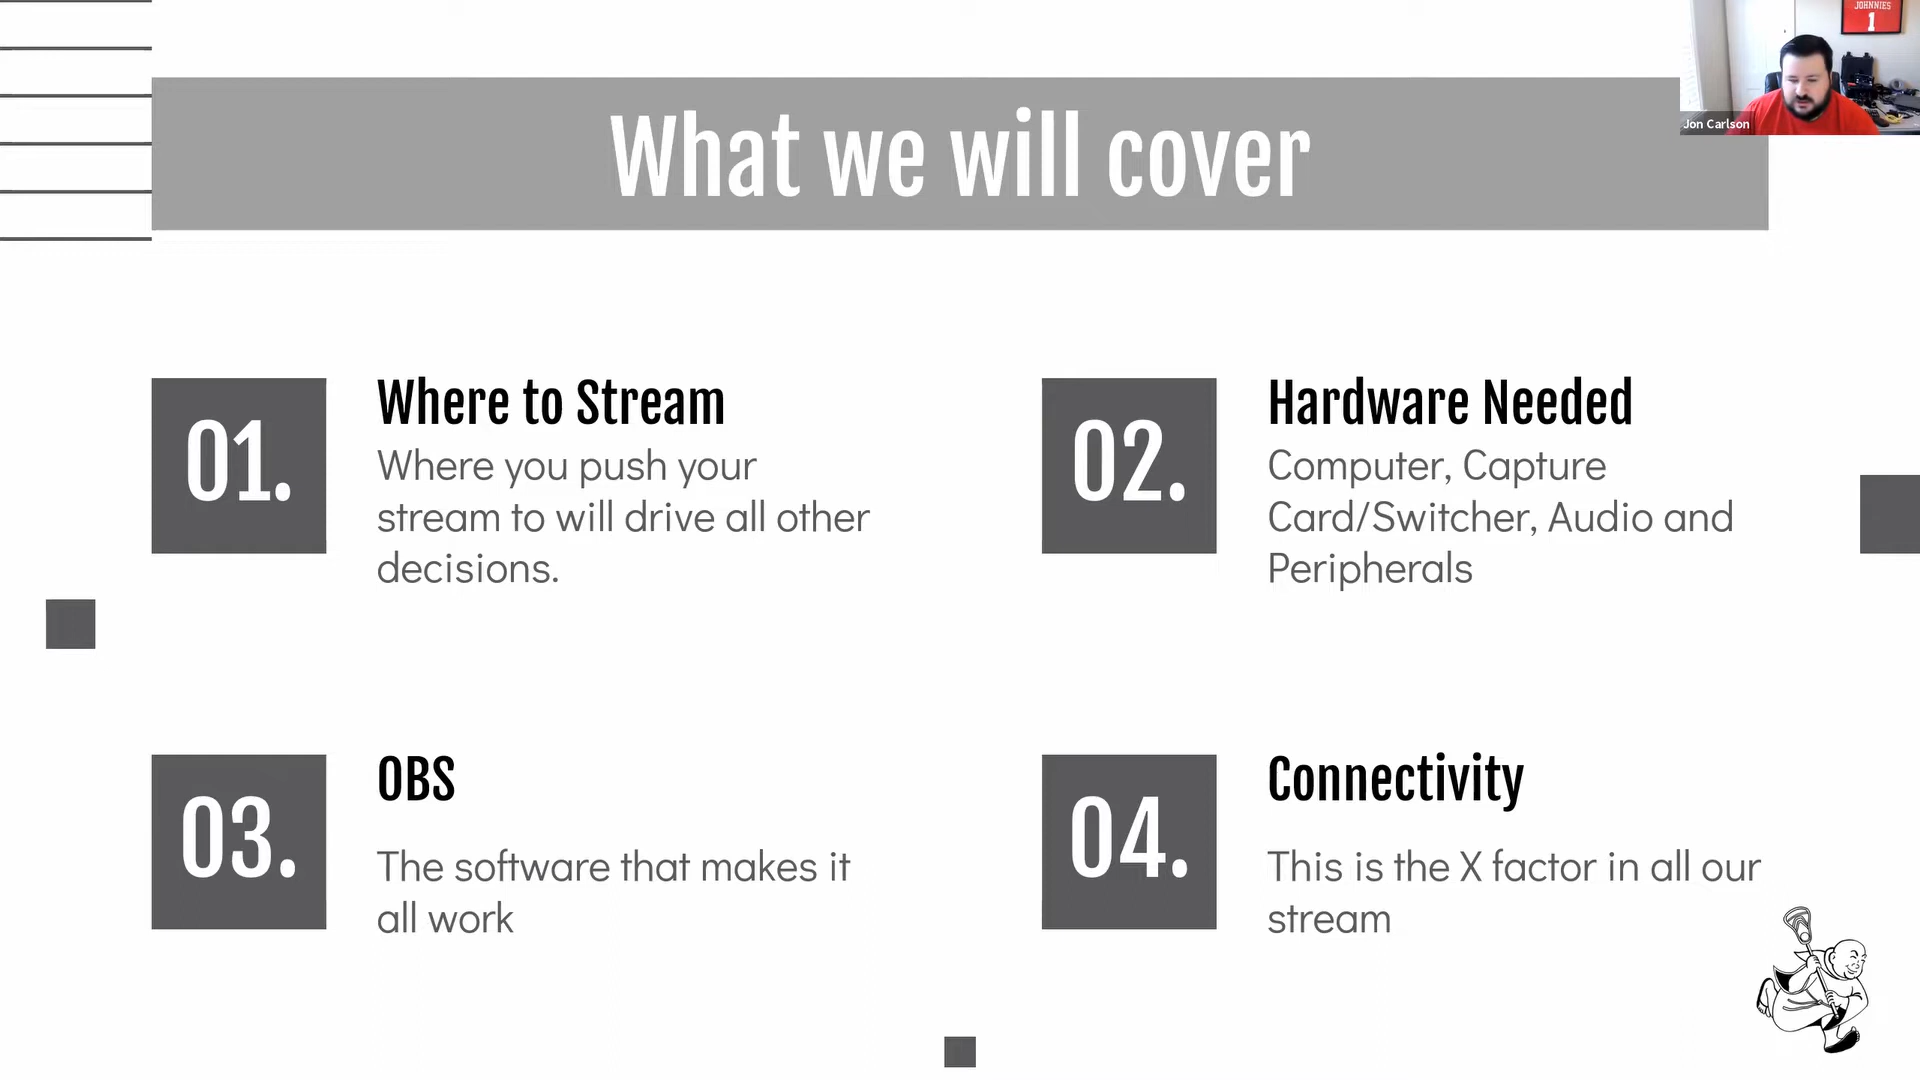 JOHNNIES
1
Jon Carlson
What we will cover
01.
Where to Stream
Where you push your
stream to will drive all other
decisions.
02.
Hardware Needed
Computer, Capture
Card/Switcher, Audio and
Peripherals
03.
OBS
The software that makes it
all work
04.
Connectivity
This is the X factor in all our
stream